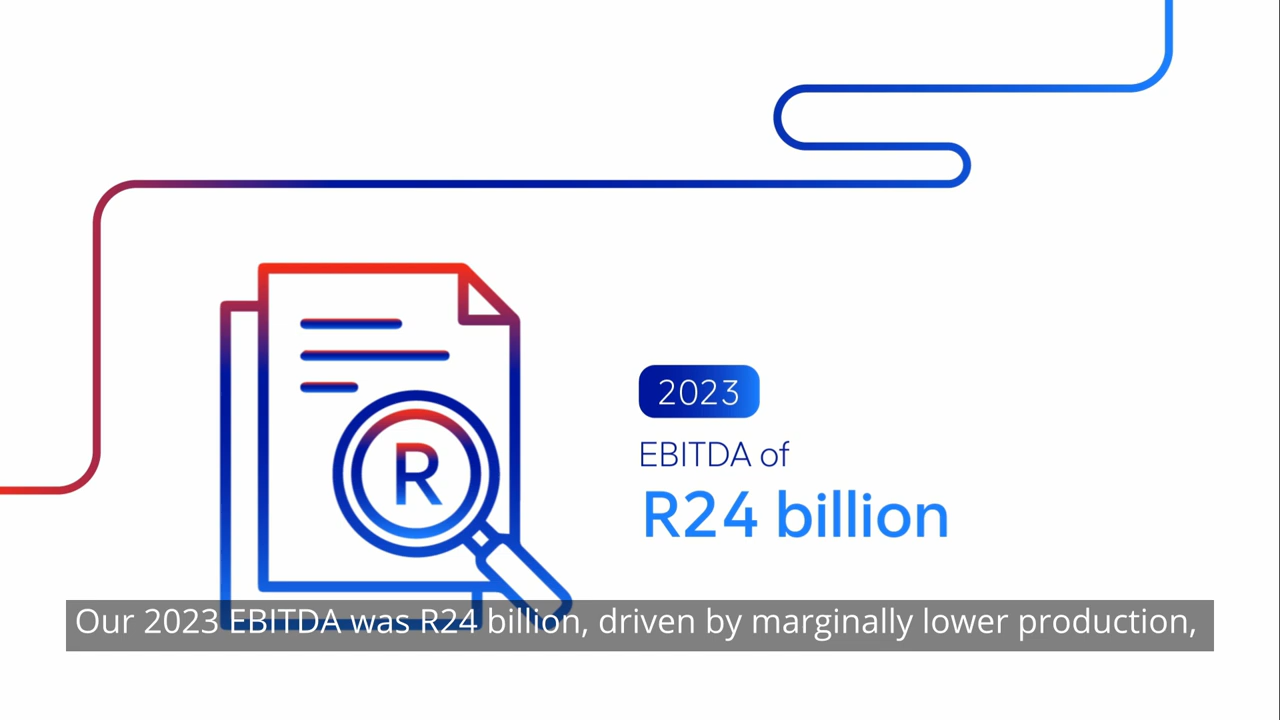 R
2023
EBITDA of
R24 billion
Our 2023 EBITDA was R24 billion, driven by marginally lower production,